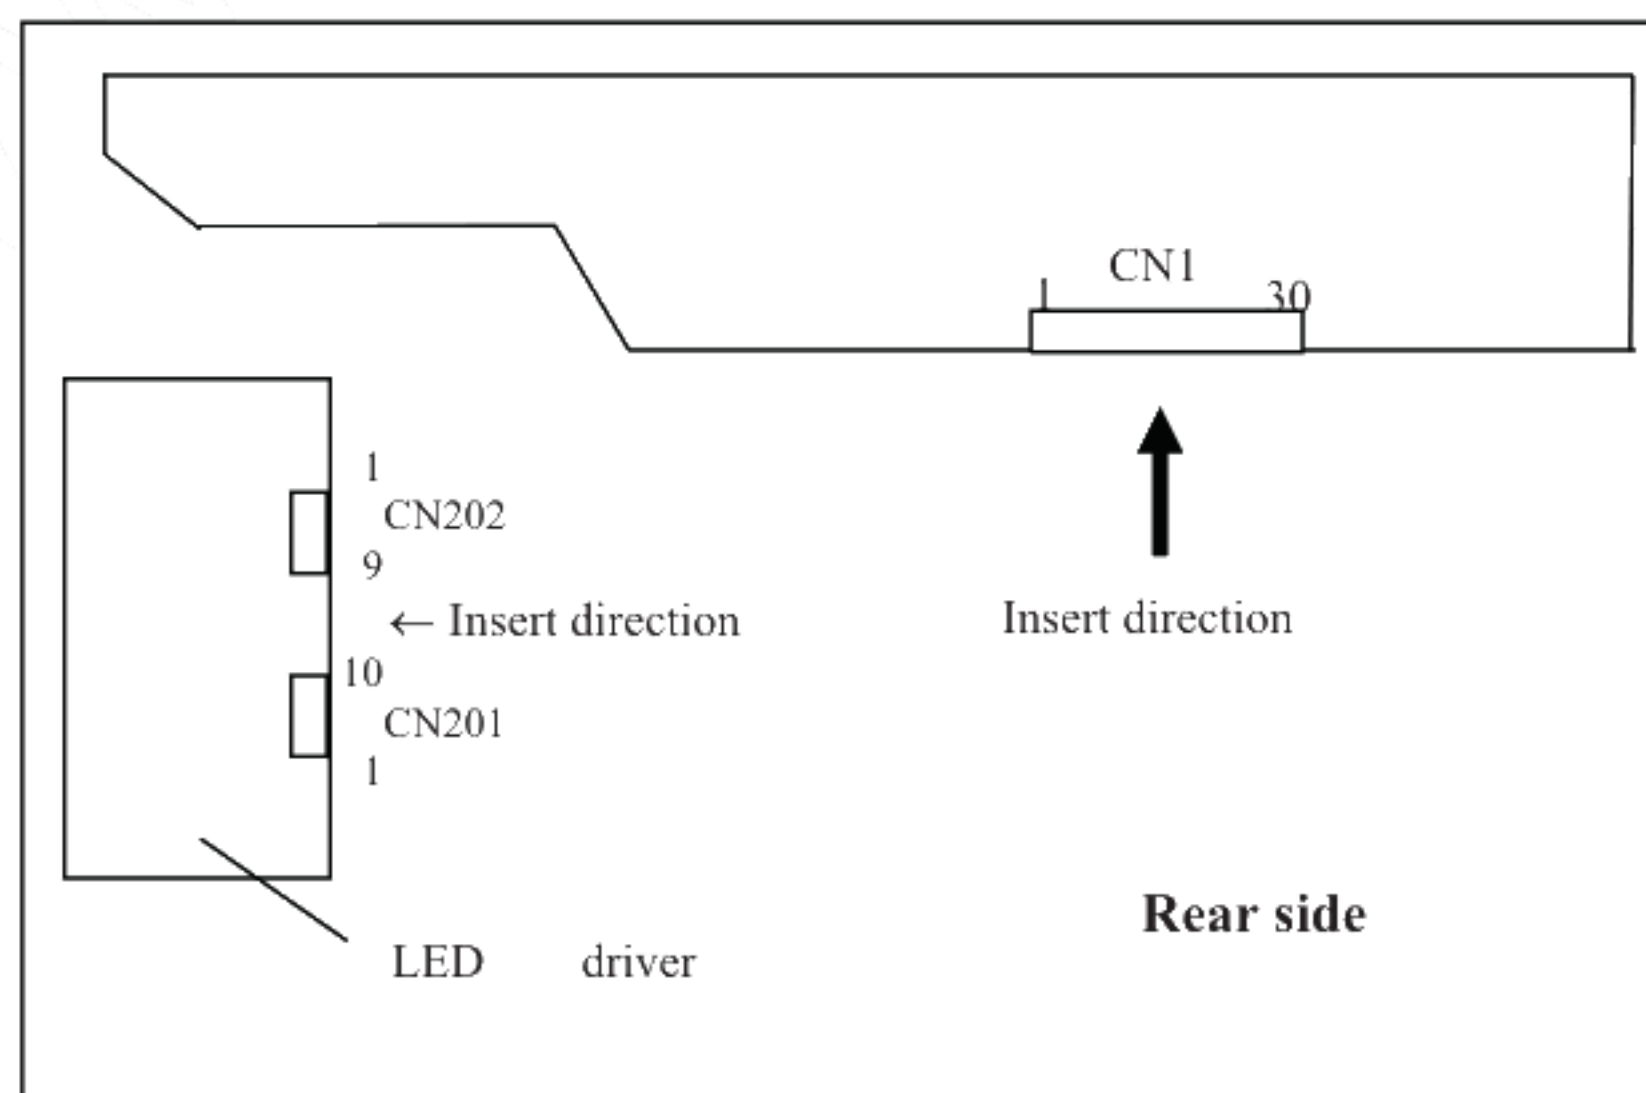 CN1
1 30
1
CN202
9
← Insert direction
Insert direction
10
CN201
1
Rear side
LED driver